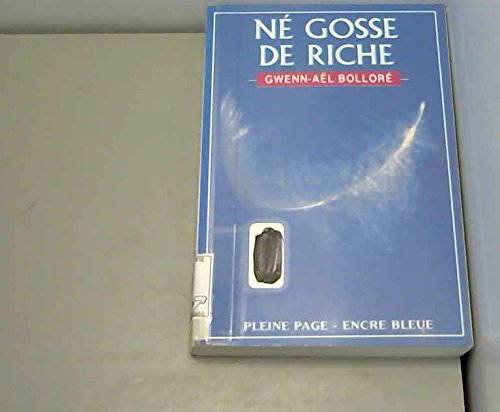 NÉ GOSSE
DE RICHE
GWENN-AËL BOLLORÉ
PLEINE PAGE - ENCRE BLEUE